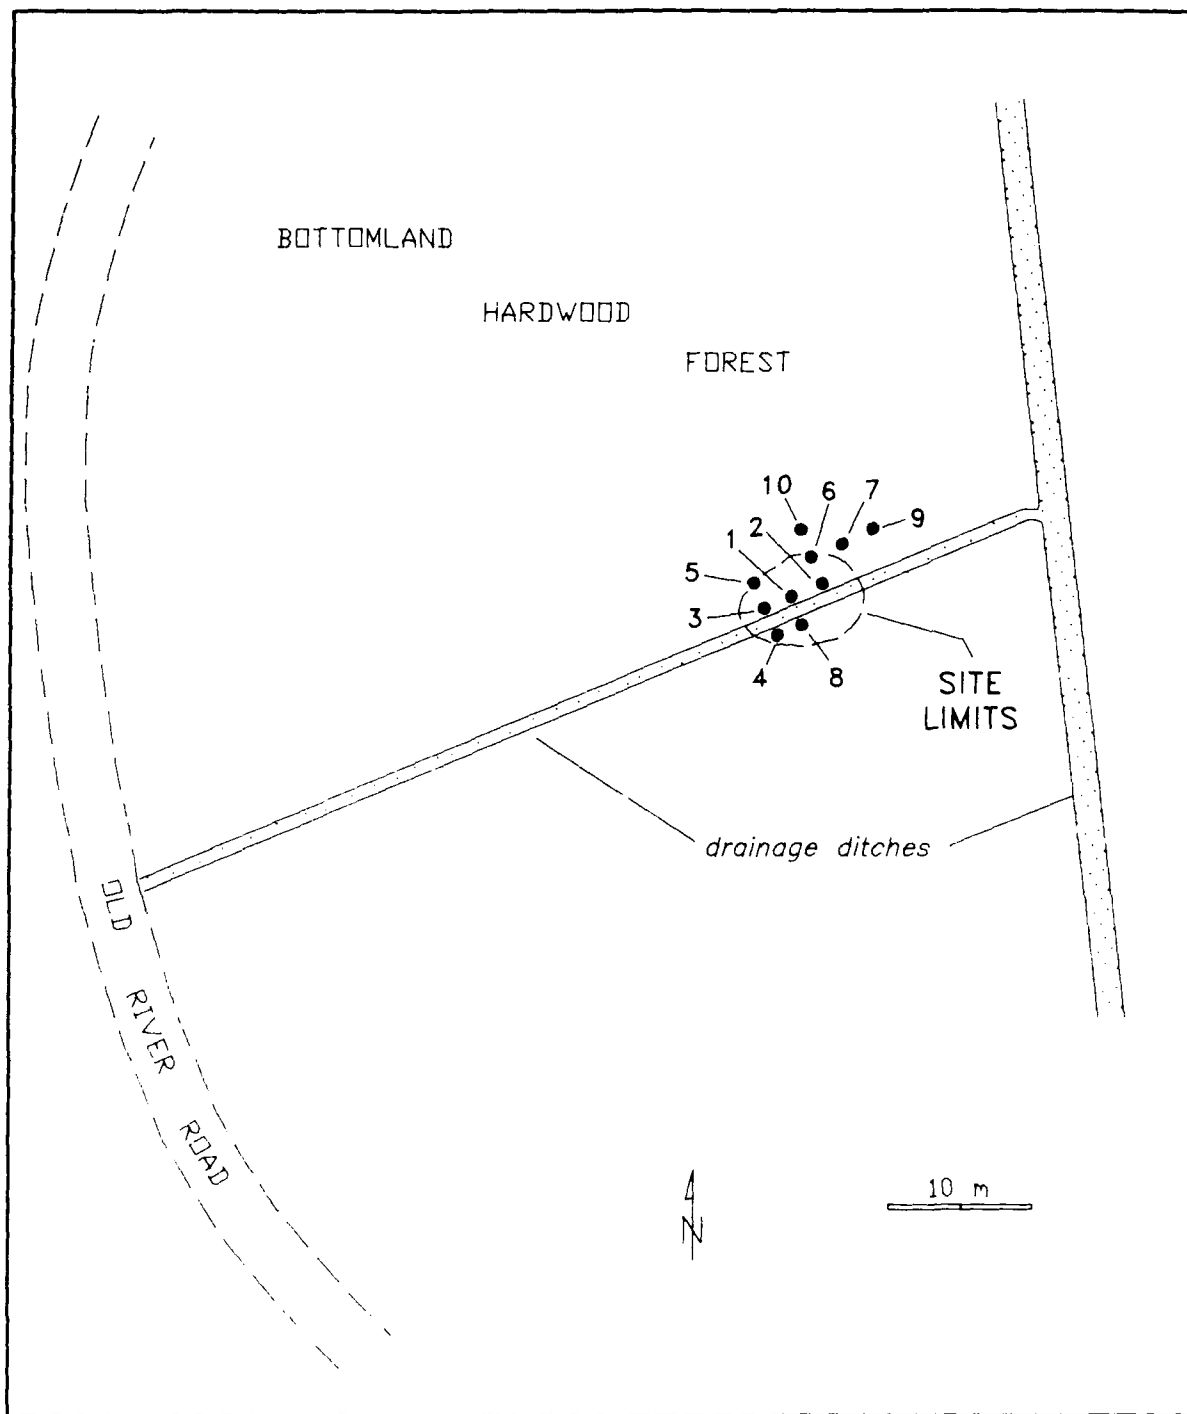 BOTTOMLAND
HARDWOOD
FOREST
10
6
7
9
2
1
5
3
4
8
SITE
LIMITS
drainage ditches
OLD RIVER ROAD
10 m
N